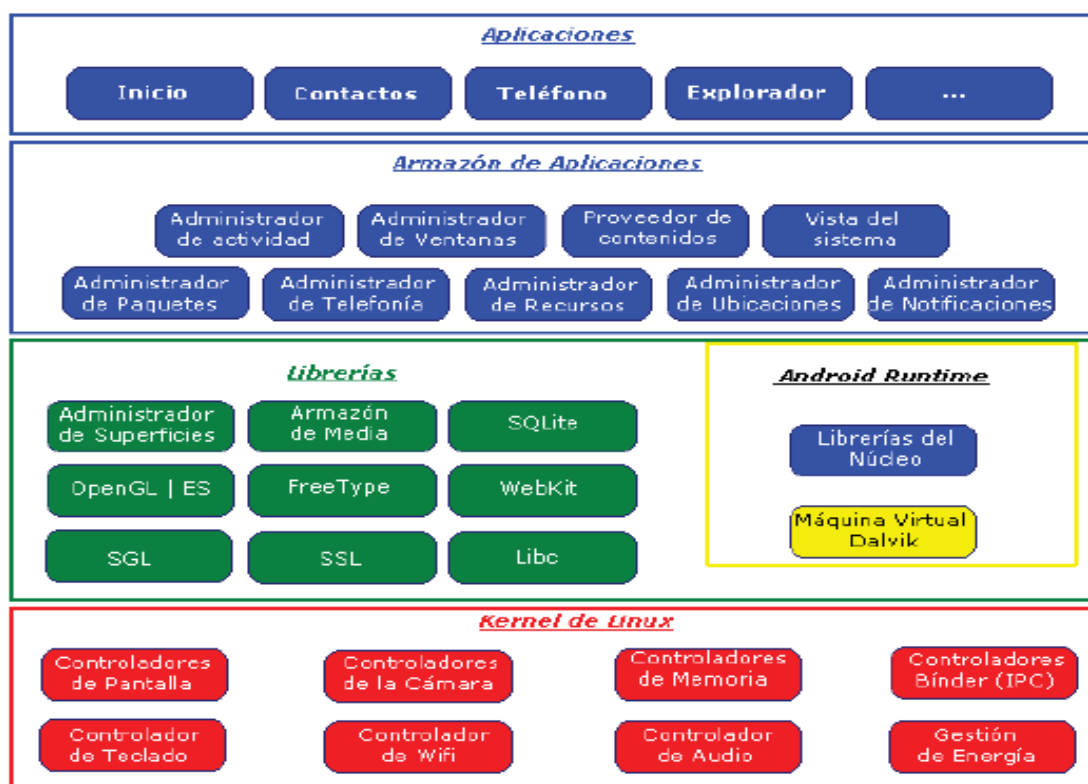 Aplicaciones
Inicio
Contactos
Teléfono
Explorador
...
Armazón de Aplicaciones
Administrador
de actividad
Administrador
de Ventanas
Proveedor de
contenidos
Vista del
sistema
Administrador
de Paquetes
Administrador
de Telefonía
Administrador
de Recursos
Administrador
de Ubicaciones
Administrador
de Notificaciones
Librerías
Administrador
de Superficies
Armazón
de Media
SQLite
OpenGL | ES
FreeType
WebKit
SGL
SSL
Libc
Android Runtime
Librerías del
Núcleo
Máquina Virtual
Dalvik
Kernel de Linux
Controladores
de Pantalla
Controladores
de la Cámara
Controladores
de Memoria
Controladores
Bínder (IPC)
Controlador
de Teclado
Controlador
de Wifi
Controlador
de Audio
Gestión
de Energía